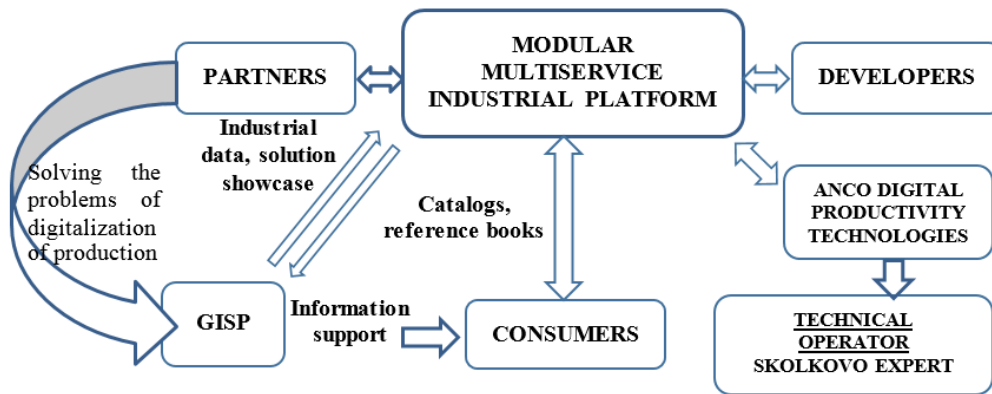 MODULAR
MULTISERVICE
INDUSTRIAL PLATFORM
PARTNERS
DEVELOPERS
Industrial
data, solution
showcase
Solving the
problems of
digitalization
of production
Catalogs,
reference books
ANCO DIGITAL
PRODUCTIVITY
TECHNOLOGIES
GISP
Information
support
CONSUMERS
TECHNICAL
OPERATOR
SKOLKOVO EXPERT